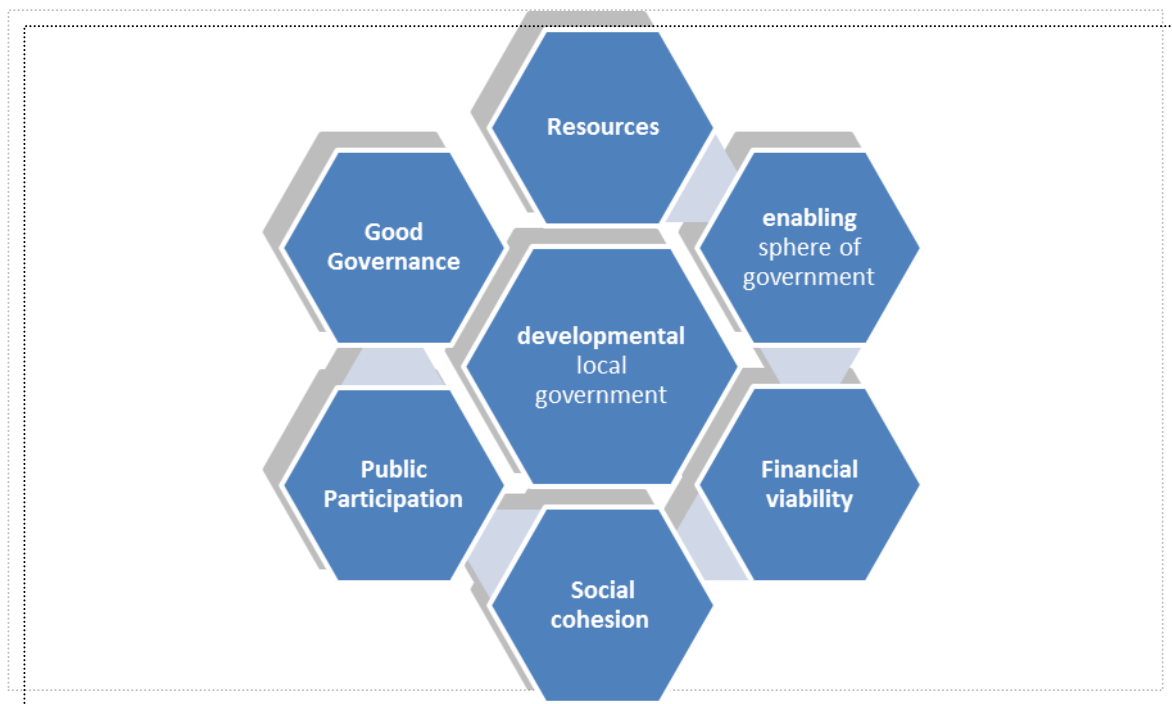 Resources
enabling
sphere of
government
Good
Governance
developmental
local
government
Public
Participation
Financial
viability
Social
cohesion